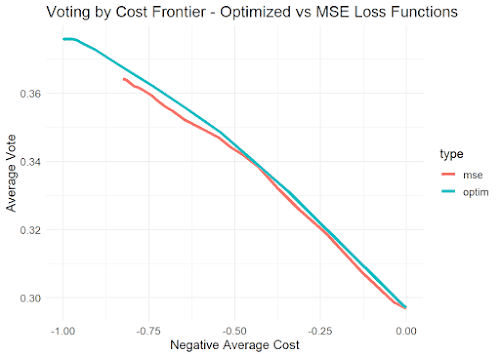 Voting by Cost Frontier - Optimized vs MSE Loss Functions
0.36
0.34
0.32
0.30
Average Vote
-1.00
-0.75
-0.50
-0.25
0.00
Negative Average Cost
type
mse
optim